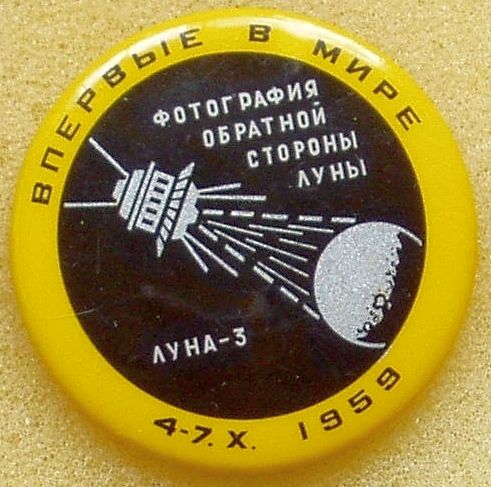 ВПЕРВЫЕ В МИРЕ
ФОТОГРАФИЯ
ОБРАТНОЙ
СТОРОНЫ
ЛУНЫ
ЛУНА-3
4-7. X. 1959